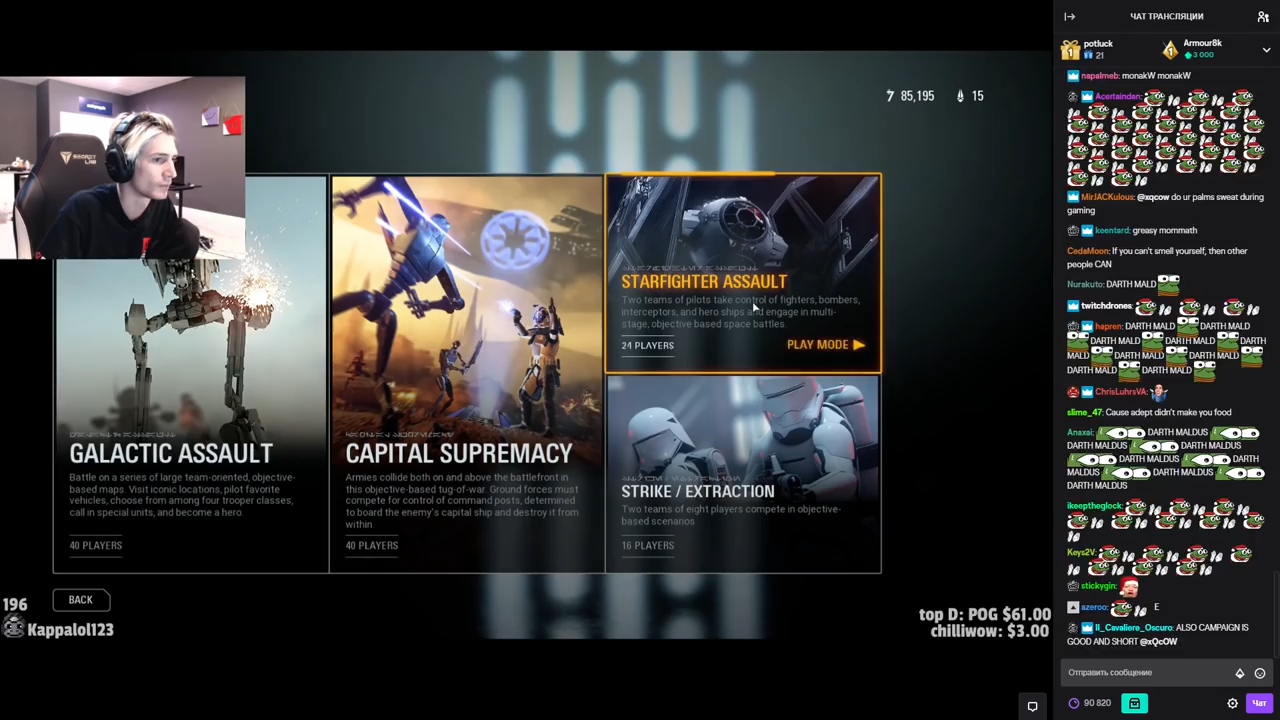 85,195
15
GALACTIC ASSAULT
Battle on a series of large team-oriented, objective-
based maps. Visit iconic locations, pilot favorite
vehicles, choose from among four trooper classes,
call in special units, and become a hero.
40 PLAYERS
CAPITAL SUPREMACY
Armies collide both on and above the battlefront in
this objective-based tug-of-war. Ground forces must
compete for control of command posts, determined
to board the enemy's capital ship and destroy it from
within.
40 PLAYERS
STARFIGHTER ASSAULT
Two teams of pilots take control of fighters, bombers,
interceptors, and hero ships and engage in multi-
stage, objective based space battles.
24 PLAYERS
PLAY MODE
STRIKE / EXTRACTION
Two teams of eight players compete in objective-
based scenarios
16 PLAYERS
BACK
196
Kappalol123
top D: POG $61.00
chilliwow: $3.00
ЧАТ ТРАНСЛЯЦИИ
1
potluck
21
1
Armour8k
3 000
napalmeb: monakW monakW
Acertaindan:
MirJACKulous: @xqcow do ur palms sweat during
gaming
keentard: greasy mommath
CedaMoon: If you can't smell yourself, then other
people CAN
Nurakuto: DARTH MALD
twitchdrones:
hapren: DARTH MALD DARTH MALD
DARTH MALD DARTH MALD DARTH
MALD DARTH MALD DARTH MALD
DARTH MALD DARTH MALD
ChrisLuhrsVA:
slime_47: Cause adept didn't make you food
Anaxai: DARTH MALDUS
DARTH MALDUS DARTH MALDUS
DARTH MALDUS DARTH
MALDUS DARTH MALDUS
DARTH MALDUS
ikeeptheglock:
Keys2V:
stickygin:
azeroo: E
Il_Cavaliere_Oscuro: ALSO CAMPAIGN IS
GOOD AND SHORT @xQcOW
Отправить сообщение
90 820
Чат